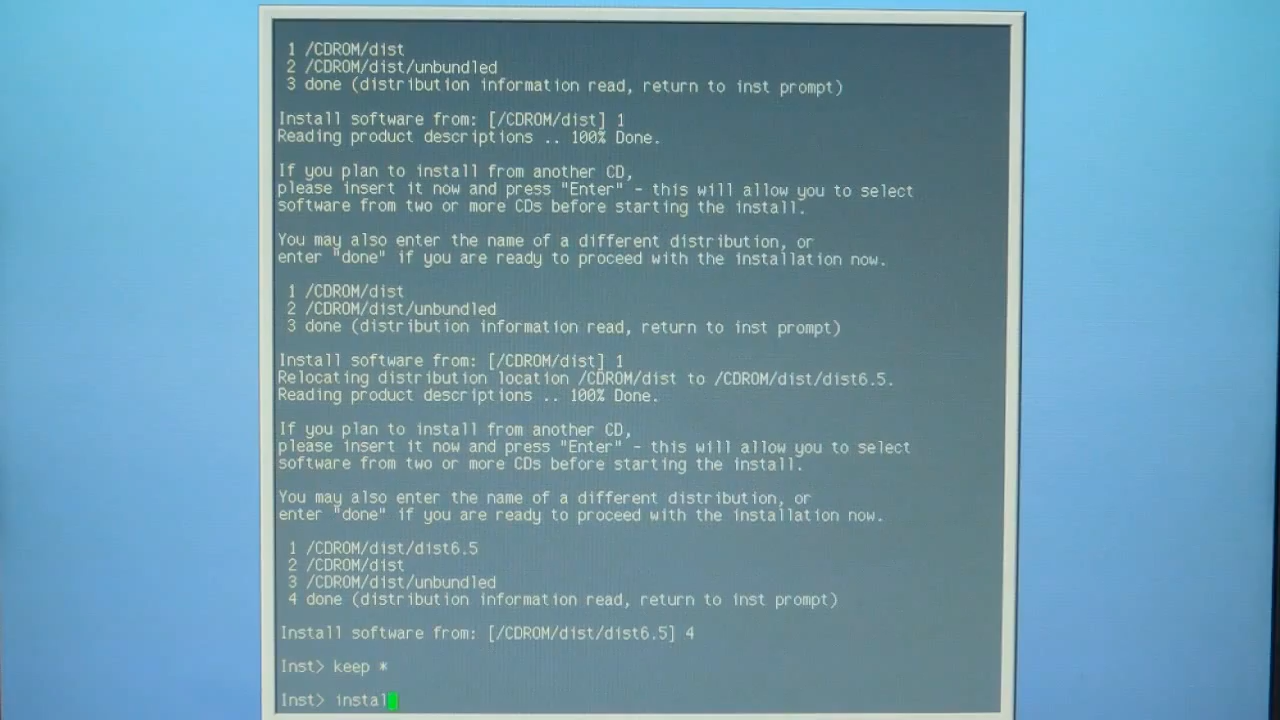 1 /CDROM/dist
2 /CDROM/dist/unbundled
3 done (distribution information read, return to inst prompt)
Install software from: [/CDROM/dist] 1
Reading product descriptions .. 100% Done.
If you plan to install from another CD,
please insert it now and press "Enter" - this will allow you to select
software from two or more CDs before starting the install.
You may also enter the name of a different distribution, or
enter "done" if you are ready to proceed with the installation now.
1 /CDROM/dist
2 /CDROM/dist/unbundled
3 done (distribution information read, return to inst prompt)
Install software from: [/CDROM/dist] 1
Relocating distribution location /CDROM/dist to /CDROM/dist/dist6.5.
Reading product descriptions .. 100% Done.
If you plan to install from another CD,
please insert it now and press "Enter" - this will allow you to select
software from two or more CDs before starting the install.
You may also enter the name of a different distribution, or
enter "done" if you are ready to proceed with the installation now.
1 /CDROM/dist/dist6.5
2 /CDROM/dist
3 /CDROM/dist/unbundled
4 done (distribution information read, return to inst prompt)
Install software from: [/CDROM/dist/dist6.5] 4
Inst> keep *
Inst> instal